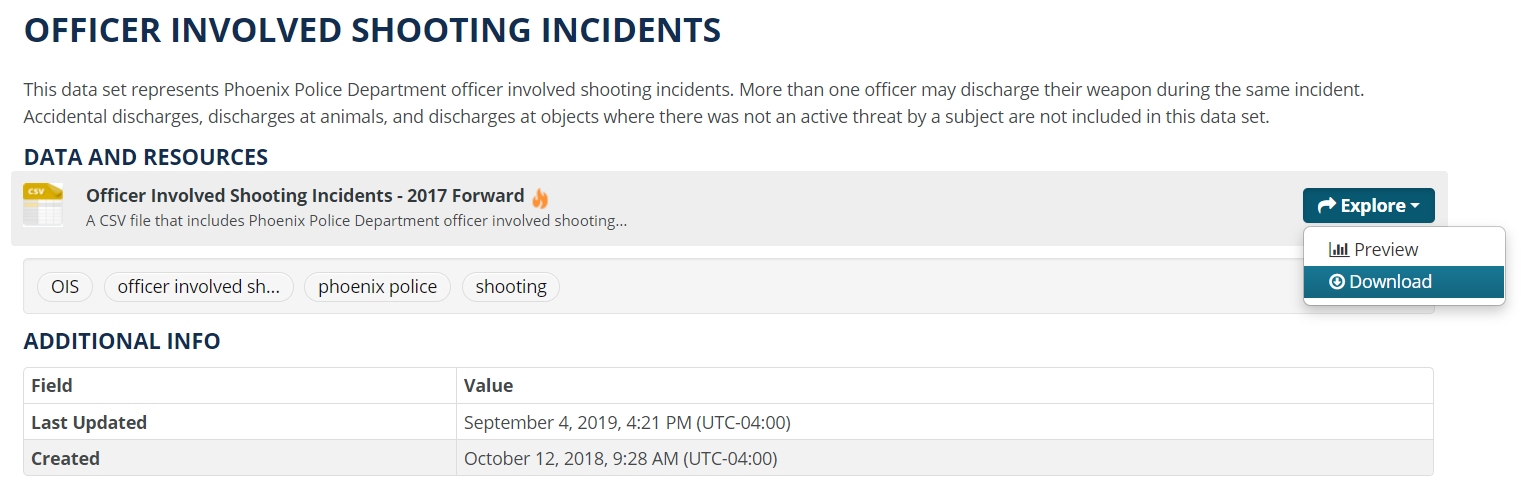 OFFICER INVOLVED SHOOTING INCIDENTS
This data set represents Phoenix Police Department officer involved shooting incidents. More than one officer may discharge their weapon during the same incident.
Accidental discharges, discharges at animals, and discharges at objects where there was not an active threat by a subject are not included in this data set.
DATA AND RESOURCES
CSV
Officer Involved Shooting Incidents - 2017 Forward
A CSV file that includes Phoenix Police Department officer involved shooting...
Explore
Preview
Download
OIS officer involved sh... phoenix police shooting
ADDITIONAL INFO
Field Value
Last Updated September 4, 2019, 4:21 PM (UTC-04:00)
Created October 12, 2018, 9:28 AM (UTC-04:00)